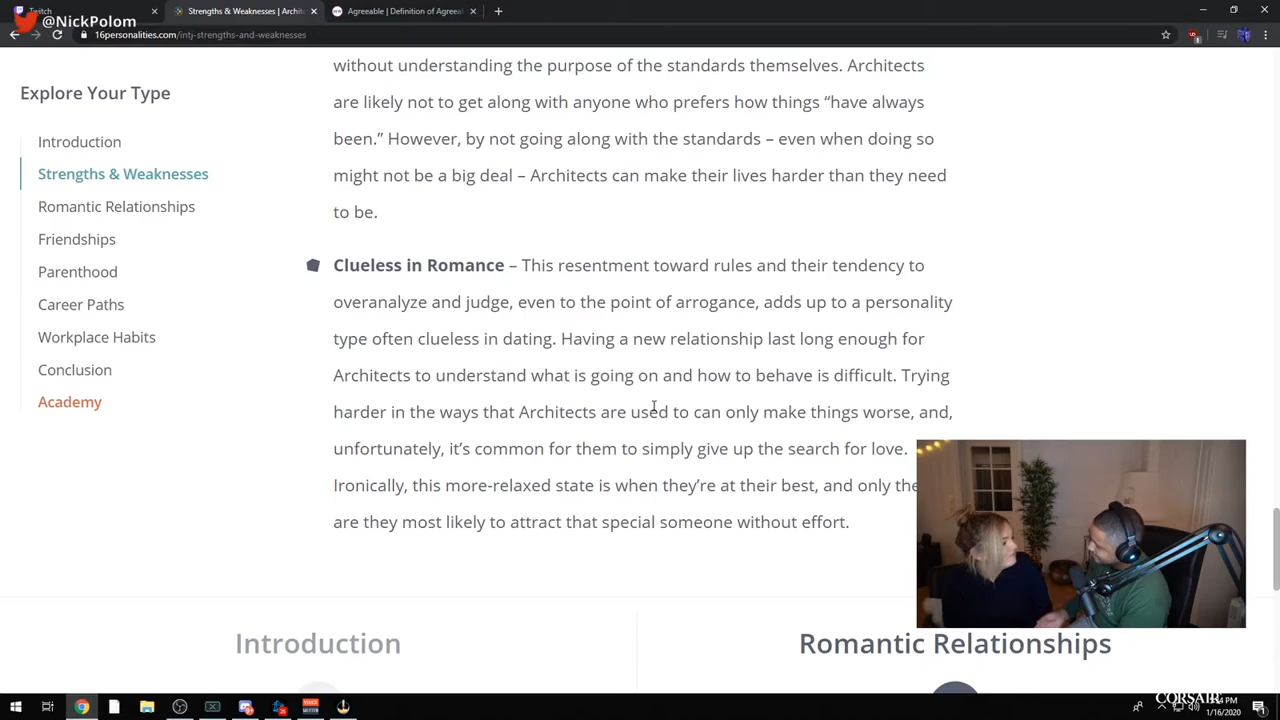 Twitch
Strengths & Weaknesses | Archit
Agreeable | Definition of Agreea
@NickPolom
16personalities.com/intj-strengths-and-weaknesses
Explore Your Type
Introduction
Strengths & Weaknesses
Romantic Relationships
Friendships
Parenthood
Career Paths
Workplace Habits
Conclusion
Academy
without understanding the purpose of the standards themselves. Architects
are likely not to get along with anyone who prefers how things “have always
been.” However, by not going along with the standards – even when doing so
might not be a big deal – Architects can make their lives harder than they need
to be.
Clueless in Romance – This resentment toward rules and their tendency to
overanalyze and judge, even to the point of arrogance, adds up to a personality
type often clueless in dating. Having a new relationship last long enough for
Architects to understand what is going on and how to behave is difficult. Trying
harder in the ways that Architects are used to can only make things worse, and,
unfortunately, it’s common for them to simply give up the search for love.
Ironically, this more-relaxed state is when they’re at their best, and only the
are they most likely to attract that special someone without effort.
Introduction
Romantic Relationships
CORSAIR
PM
1/16/2020